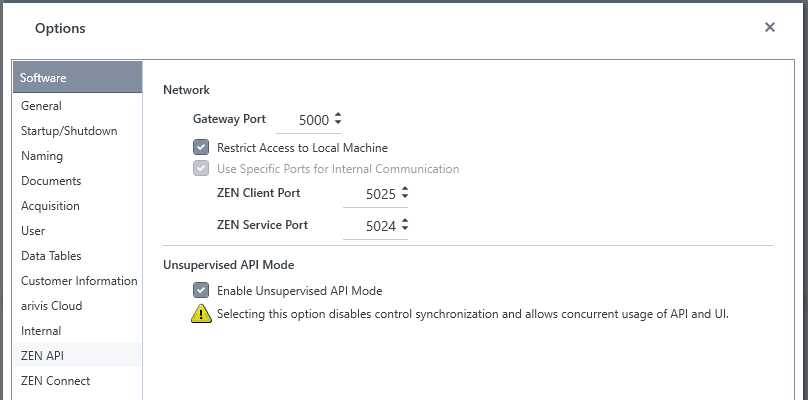 Options
Software
General
Startup/Shutdown
Naming
Documents
Acquisition
User
Data Tables
Customer Information
arivis Cloud
Internal
ZEN API
ZEN Connect
Network
Gateway Port 5000
Restrict Access to Local Machine
Use Specific Ports for Internal Communication
ZEN Client Port 5025
ZEN Service Port 5024
Unsupervised API Mode
Enable Unsupervised API Mode
Selecting this option disables control synchronization and allows concurrent usage of API and UI.